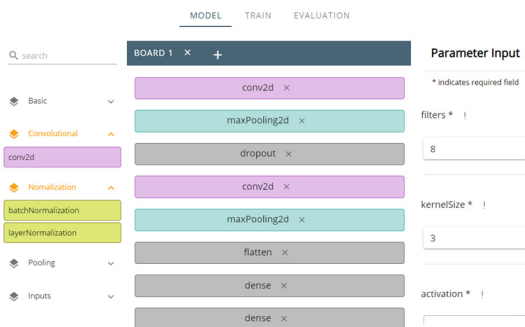 MODEL TRAIN EVALUATION
search
Basic
Convolutional
conv2d
Nomalization
batchNormalization
layerNormalization
Pooling
Inputs
BOARD 1 × +
conv2d ×
maxPooling2d ×
dropout ×
conv2d ×
maxPooling2d ×
flatten ×
dense ×
dense ×
Parameter Input
* indicates required field
filters * !
8
kernelSize * !
3
activation * !